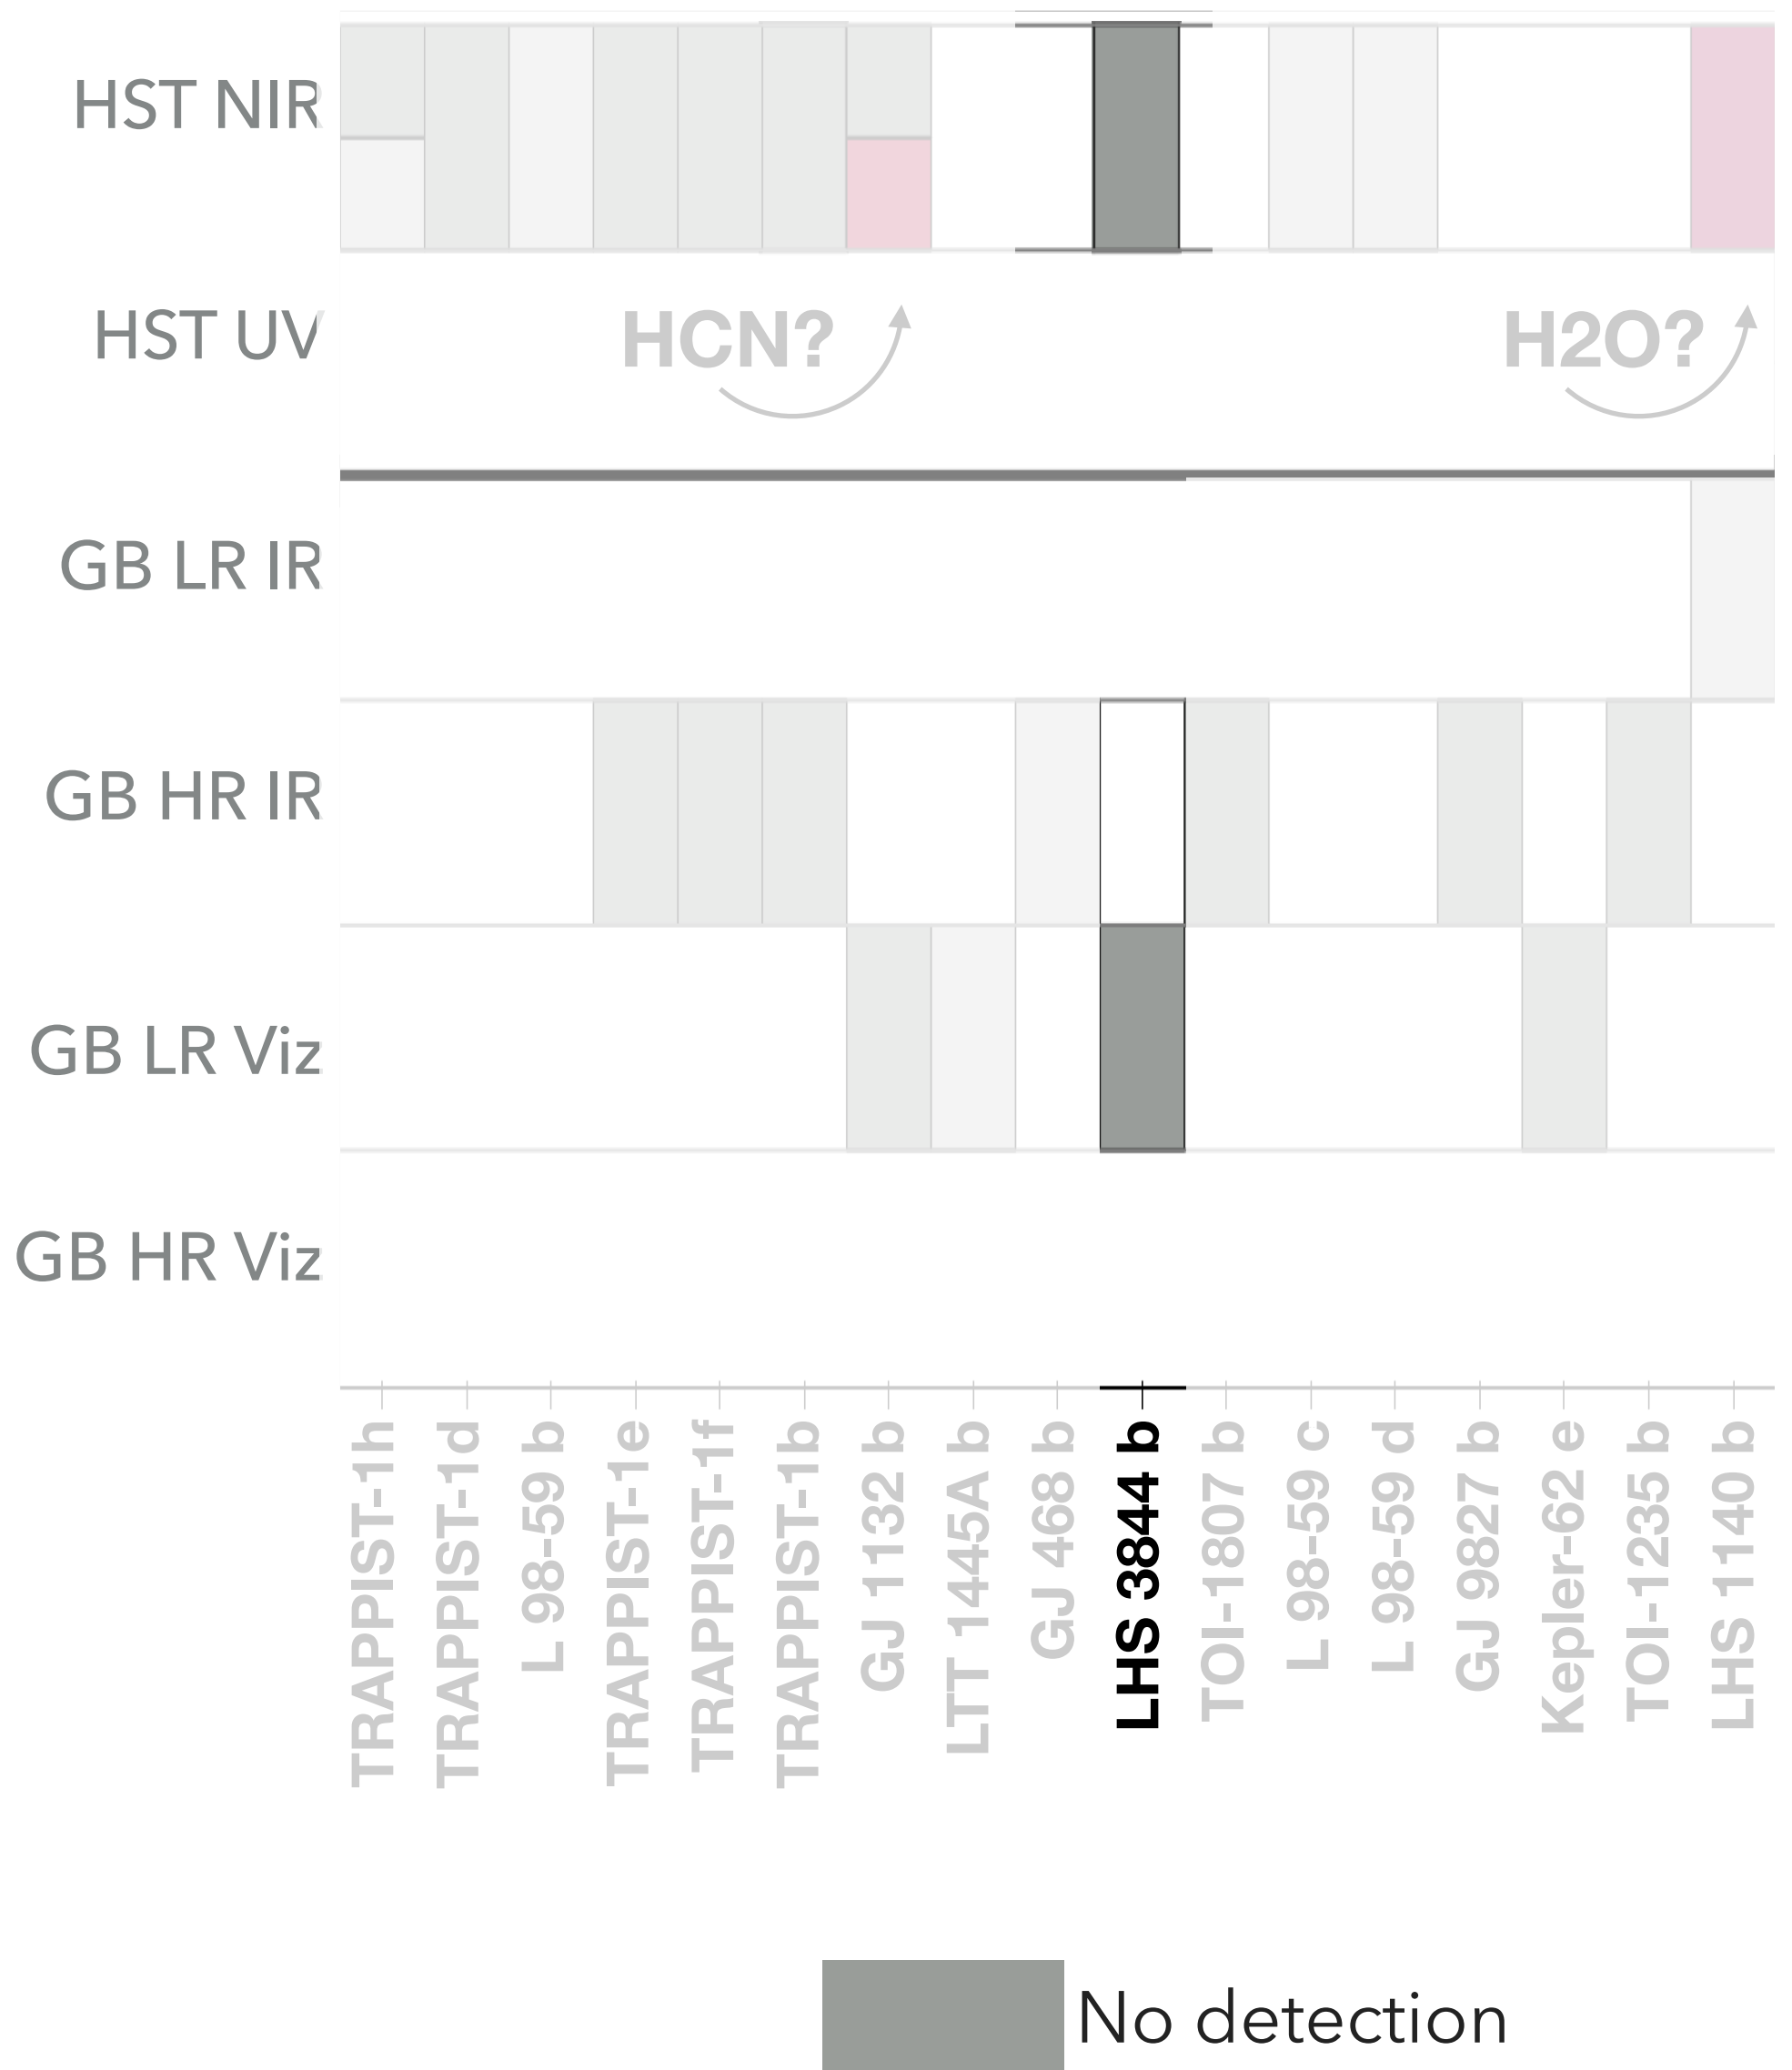 HST NIR
HST UV
HCN?
H2O?
GB LR IR
GB HR IR
GB LR Viz
GB HR Viz
TRAPPIST-1h
TRAPPIST-1d
L 98-59 b
TRAPPIST-1e
TRAPPIST-1f
TRAPPIST-1b
GJ 1132 b
LTT 1445A b
GJ 468 b
LHS 3844 b
TOI-1807 b
L 98-59 c
L 98-59 d
GJ 9827 b
Kepler-62 e
TOI-1235 b
LHS 1140 b
No detection